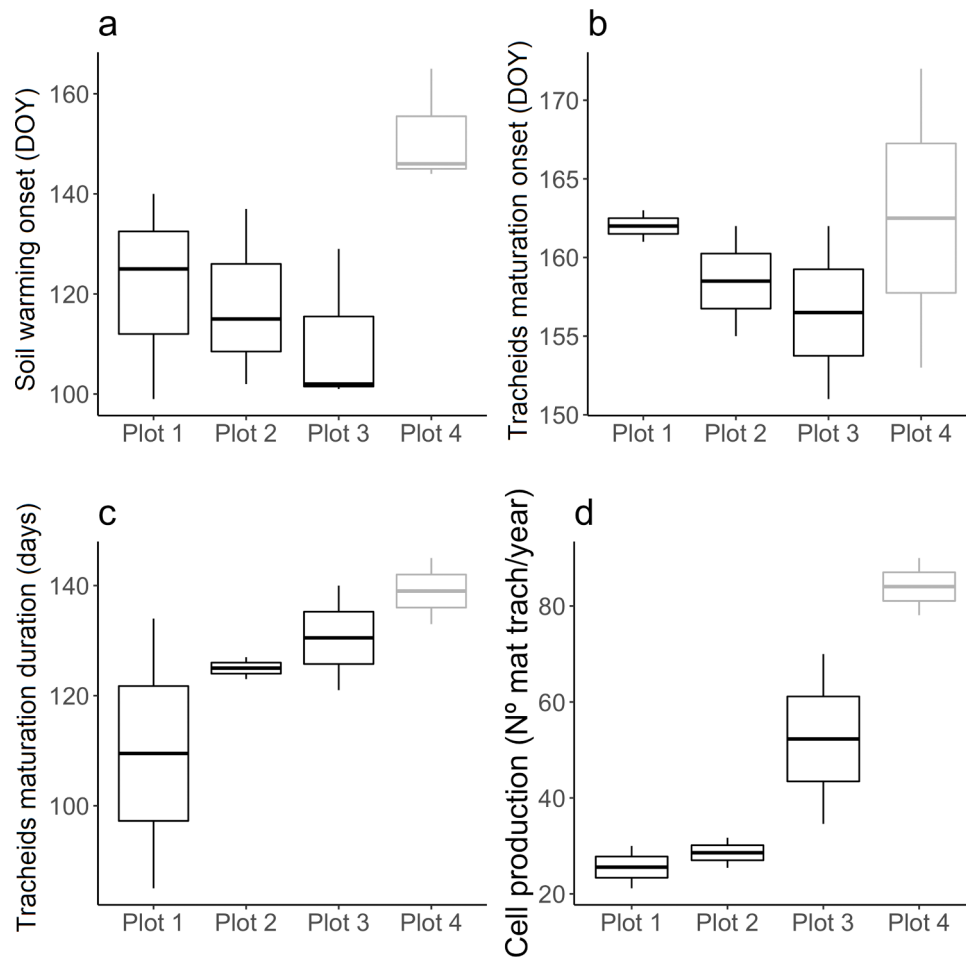 a
Soil warming onset (DOY)
160
140
120
100
Plot 1 Plot 2 Plot 3 Plot 4
b
Tracheids maturation onset (DOY)
170
165
160
155
150
Plot 1 Plot 2 Plot 3 Plot 4
c
Tracheids maturation duration (days)
140
120
100
Plot 1 Plot 2 Plot 3 Plot 4
d
Cell production (Nº mat trach/year)
80
60
40
20
Plot 1 Plot 2 Plot 3 Plot 4